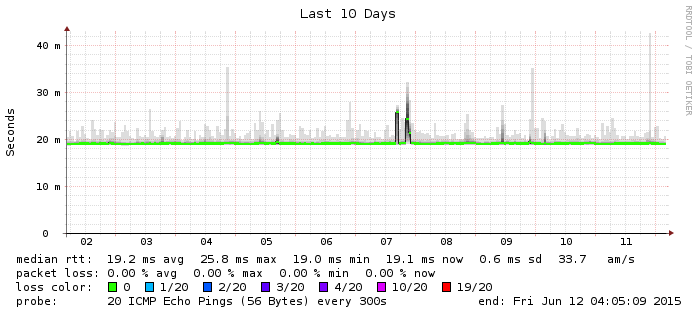 Last 10 Days
RRDTOOL / TOBI OETIKER
Seconds
40 m
30 m
20 m
10 m
0
02 03 04 05 06 07 08 09 10 11
median rtt: 19.2 ms avg 25.8 ms max 19.0 ms min 19.1 ms now 0.6 ms sd 33.7 am/s
packet loss: 0.00 % avg 0.00 % max 0.00 % min 0.00 % now
loss color: 0 1/20 2/20 3/20 4/20 10/20 19/20
probe: 20 ICMP Echo Pings (56 Bytes) every 300s end: Fri Jun 12 04:05:09 2015